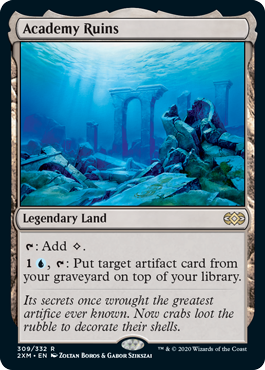 Academy Ruins
Legendary Land
: Add .
1 , : Put target artifact card from
your graveyard on top of your library.
Its secrets once wrought the greatest
artifice ever known. Now crabs loot the
rubble to decorate their shells.
309/332 R
2XM • EN Zoltan Boros & Gabor Szikszai
™ & © 2020 Wizards of the Coast